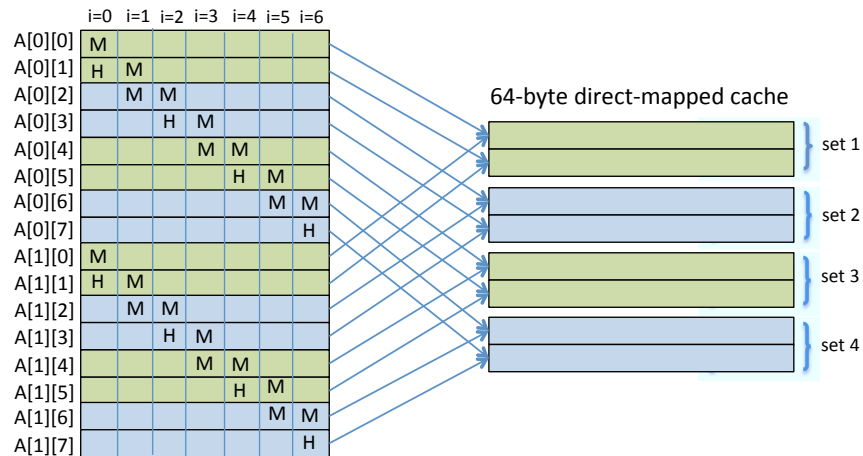 i=0 i=1 i=2 i=3 i=4 i=5 i=6
A[0][0] M
A[0][1] H M
A[0][2] M M
A[0][3] H M
A[0][4] M M
A[0][5] H M
A[0][6] M M
A[0][7] H
A[1][0] M
A[1][1] H M
A[1][2] M M
A[1][3] H M
A[1][4] M M
A[1][5] H M
A[1][6] M M
A[1][7] H
64-byte direct-mapped cache
set 1
set 2
set 3
set 4